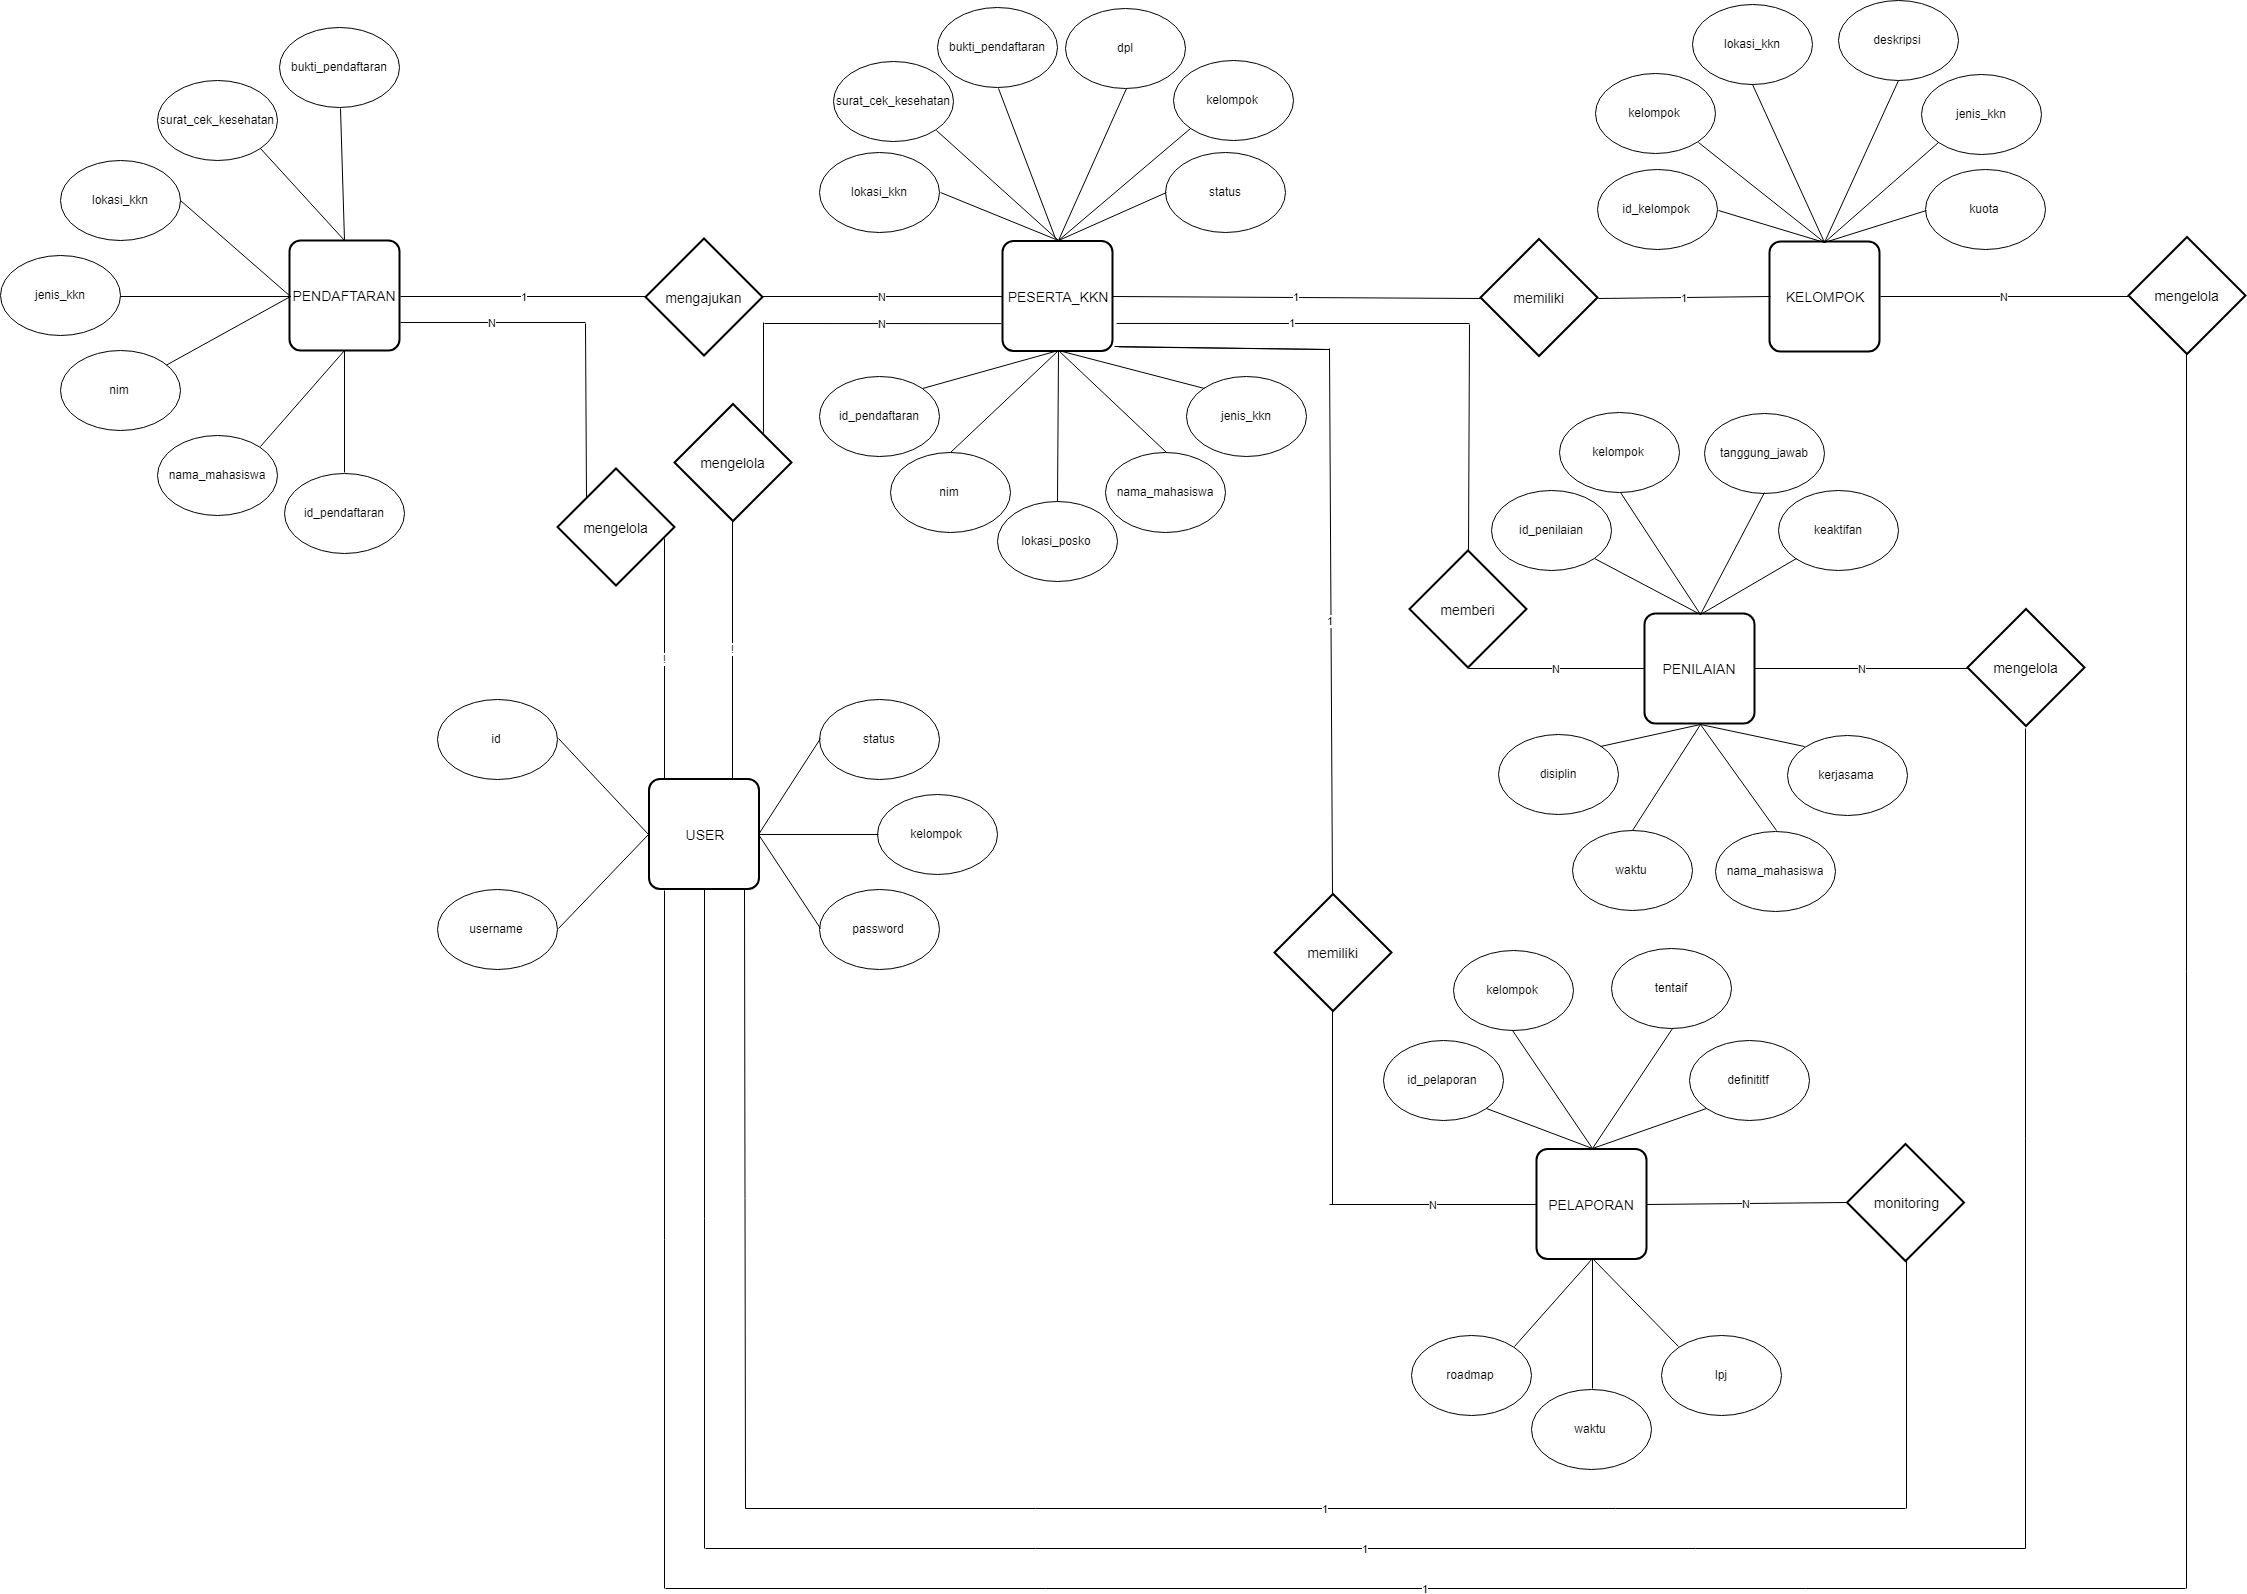 bukti_pendaftaran
surat_cek_kesehatan
lokasi_kkn
jenis_kkn
nim
nama_mahasiswa
id_pendaftaran
PENDAFTARAN
1
mengajukan
N
N
mengelola
!
bukti_pendaftaran
dpl
surat_cek_kesehatan
kelompok
lokasi_kkn
status
PESERTA_KKN
N
mengelola
!
id_pendaftaran
jenis_kkn
nim
nama_mahasiswa
lokasi_posko
1
memiliki
1
1
1
lokasi_kkn
deskripsi
kelompok
jenis_kkn
id_kelompok
kuota
KELOMPOK
N
mengelola
kelompok
tanggung_jawab
id_penilaian
keaktifan
memberi
N
PENILAIAN
N
mengelola
disiplin
kerjasama
waktu
nama_mahasiswa
id
status
USER
kelompok
username
password
memiliki
kelompok
tentaif
id_pelaporan
definititf
N
PELAPORAN
N
monitoring
roadmap
lpj
waktu
1
1
1